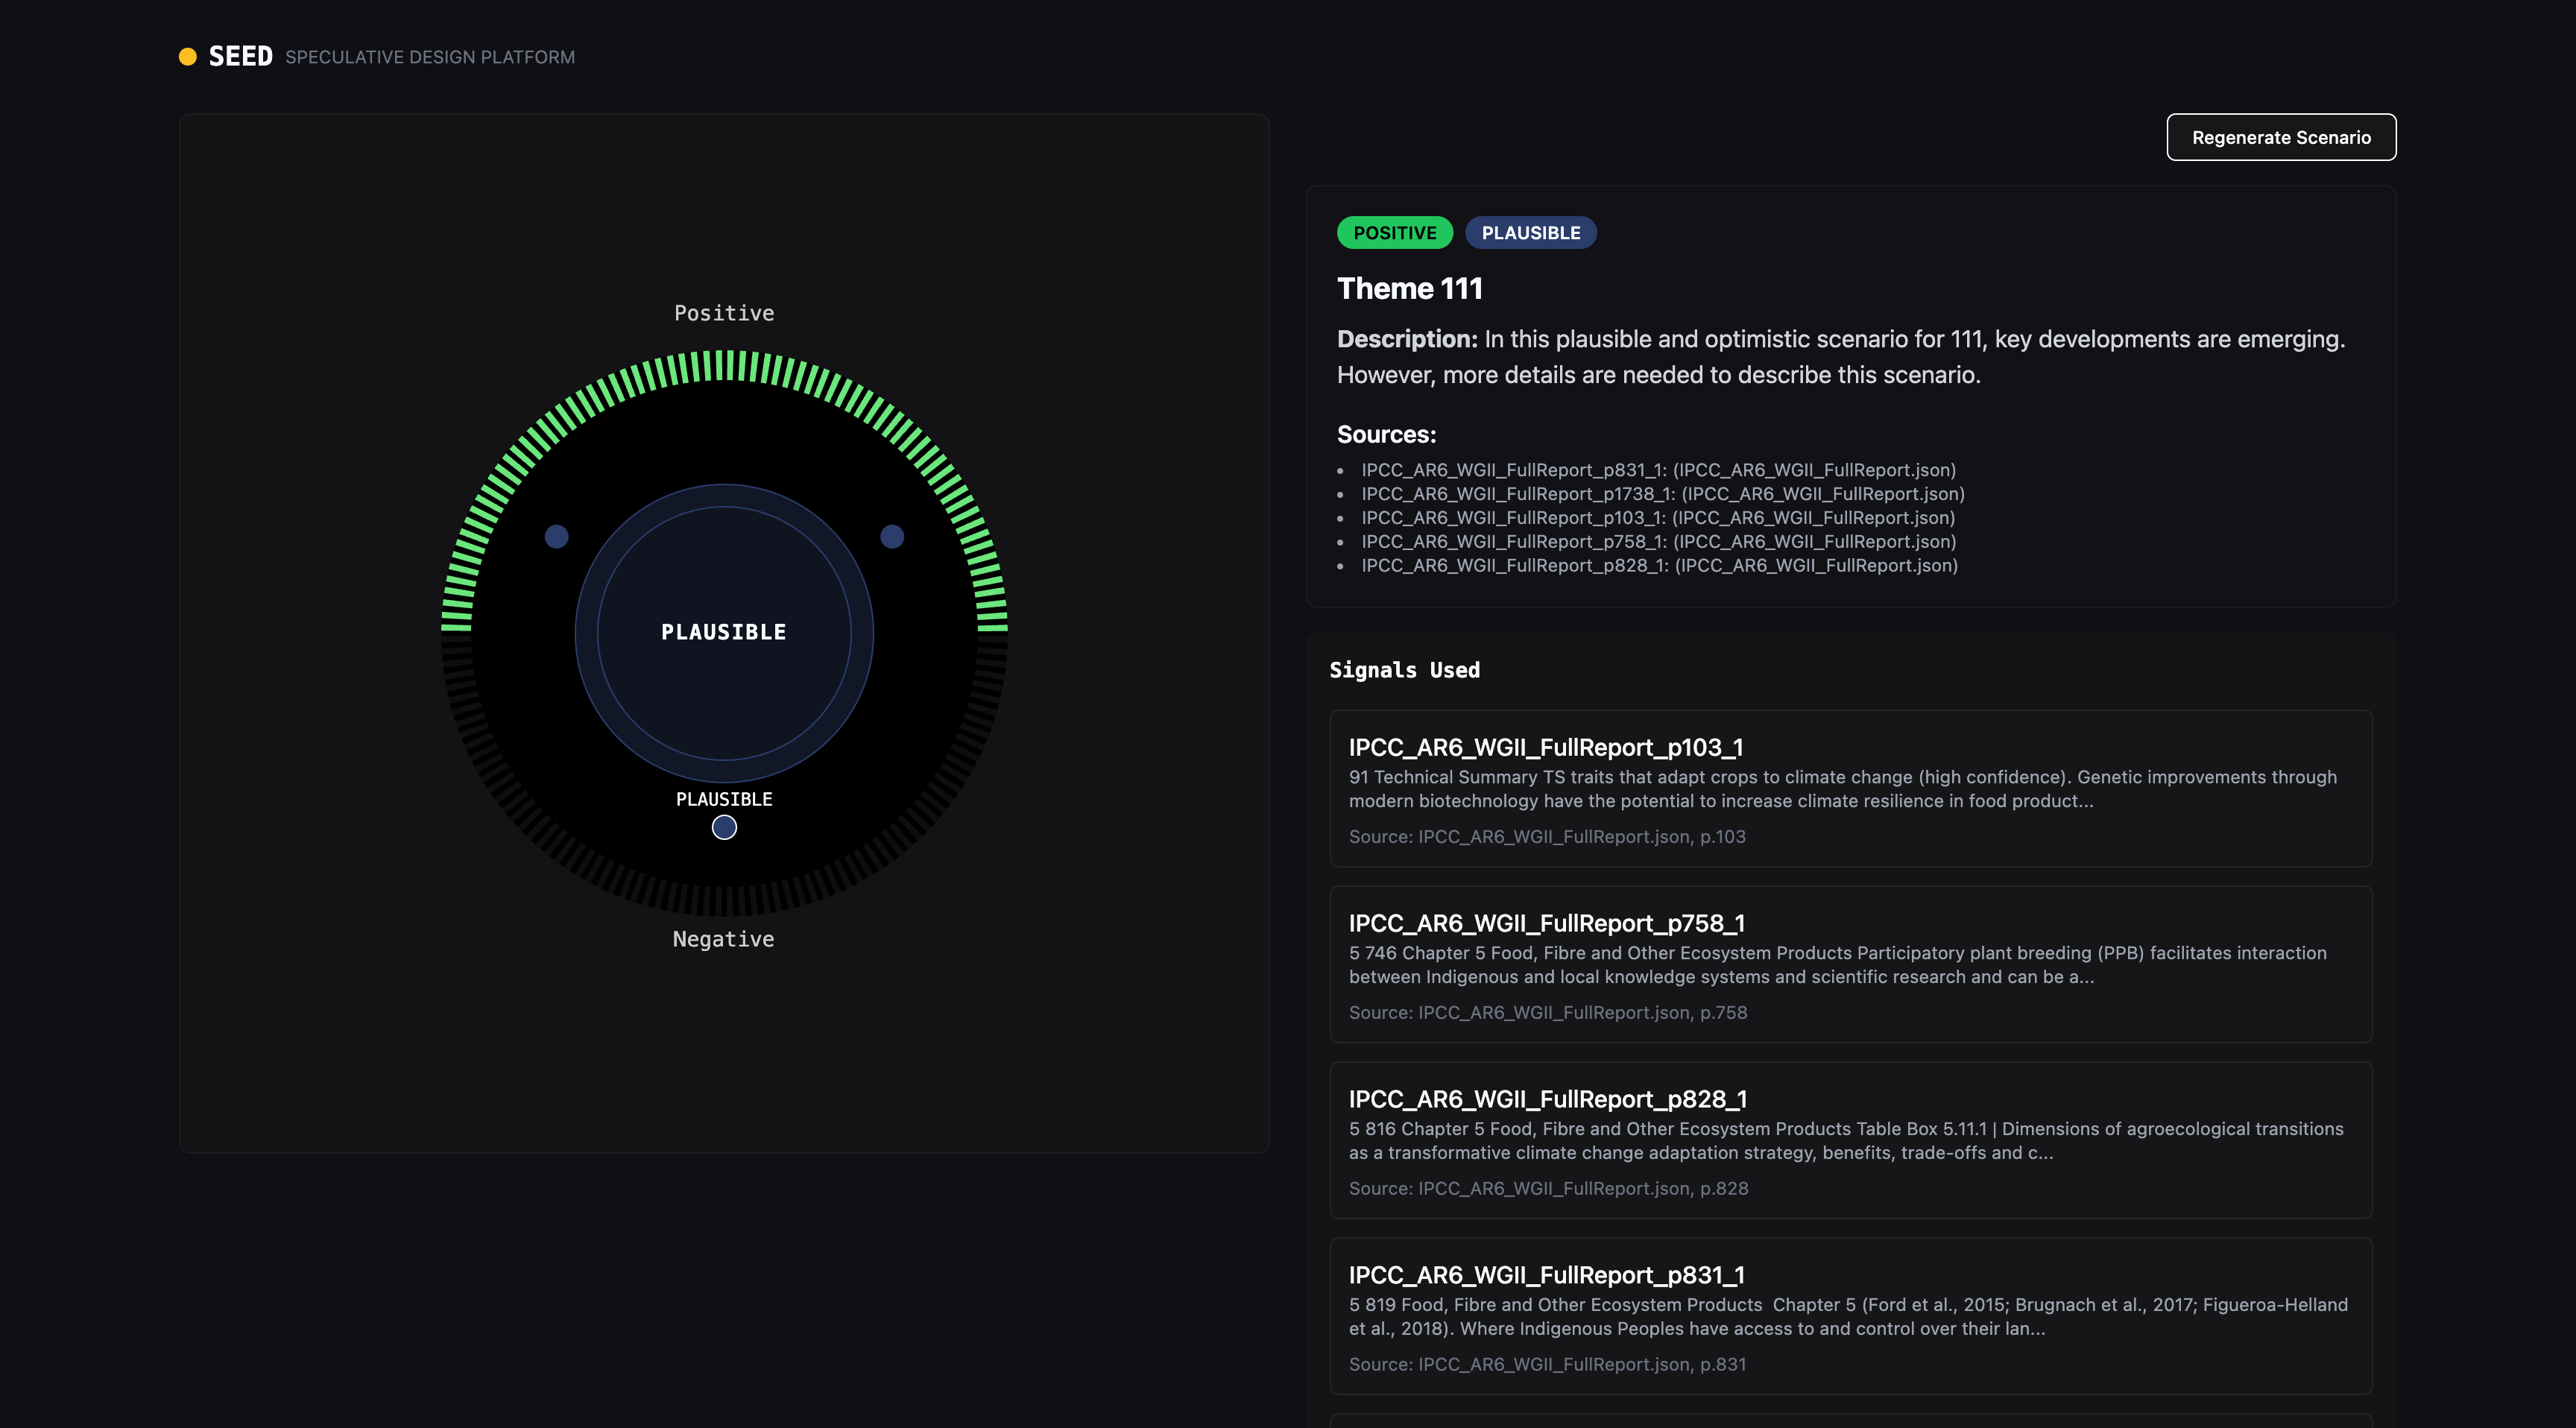 SEED SPECULATIVE DESIGN PLATFORM
Regenerate Scenario
Positive
PLAUSIBLE
PLAUSIBLE
Negative
POSITIVE PLAUSIBLE
Theme 111
Description: In this plausible and optimistic scenario for 111, key developments are emerging.
However, more details are needed to describe this scenario.
Sources:
• IPCC_AR6_WGII_FullReport_p831_1: (IPCC_AR6_WGII_FullReport.json)
• IPCC_AR6_WGII_FullReport_p1738_1: (IPCC_AR6_WGII_FullReport.json)
• IPCC_AR6_WGII_FullReport_p103_1: (IPCC_AR6_WGII_FullReport.json)
• IPCC_AR6_WGII_FullReport_p758_1: (IPCC_AR6_WGII_FullReport.json)
• IPCC_AR6_WGII_FullReport_p828_1: (IPCC_AR6_WGII_FullReport.json)
Signals Used
IPCC_AR6_WGII_FullReport_p103_1
91 Technical Summary TS traits that adapt crops to climate change (high confidence). Genetic improvements through
modern biotechnology have the potential to increase climate resilience in food product...
Source: IPCC_AR6_WGII_FullReport.json, p.103
IPCC_AR6_WGII_FullReport_p758_1
5 746 Chapter 5 Food, Fibre and Other Ecosystem Products Participatory plant breeding (PPB) facilitates interaction
between Indigenous and local knowledge systems and scientific research and can be a...
Source: IPCC_AR6_WGII_FullReport.json, p.758
IPCC_AR6_WGII_FullReport_p828_1
5 816 Chapter 5 Food, Fibre and Other Ecosystem Products Table Box 5.11.1 | Dimensions of agroecological transitions
as a transformative climate change adaptation strategy, benefits, trade-offs and c...
Source: IPCC_AR6_WGII_FullReport.json, p.828
IPCC_AR6_WGII_FullReport_p831_1
5 819 Food, Fibre and Other Ecosystem Products Chapter 5 (Ford et al., 2015; Brugnach et al., 2017; Figueroa-Helland
et al., 2018). Where Indigenous Peoples have access to and control over their lan...
Source: IPCC_AR6_WGII_FullReport.json, p.831